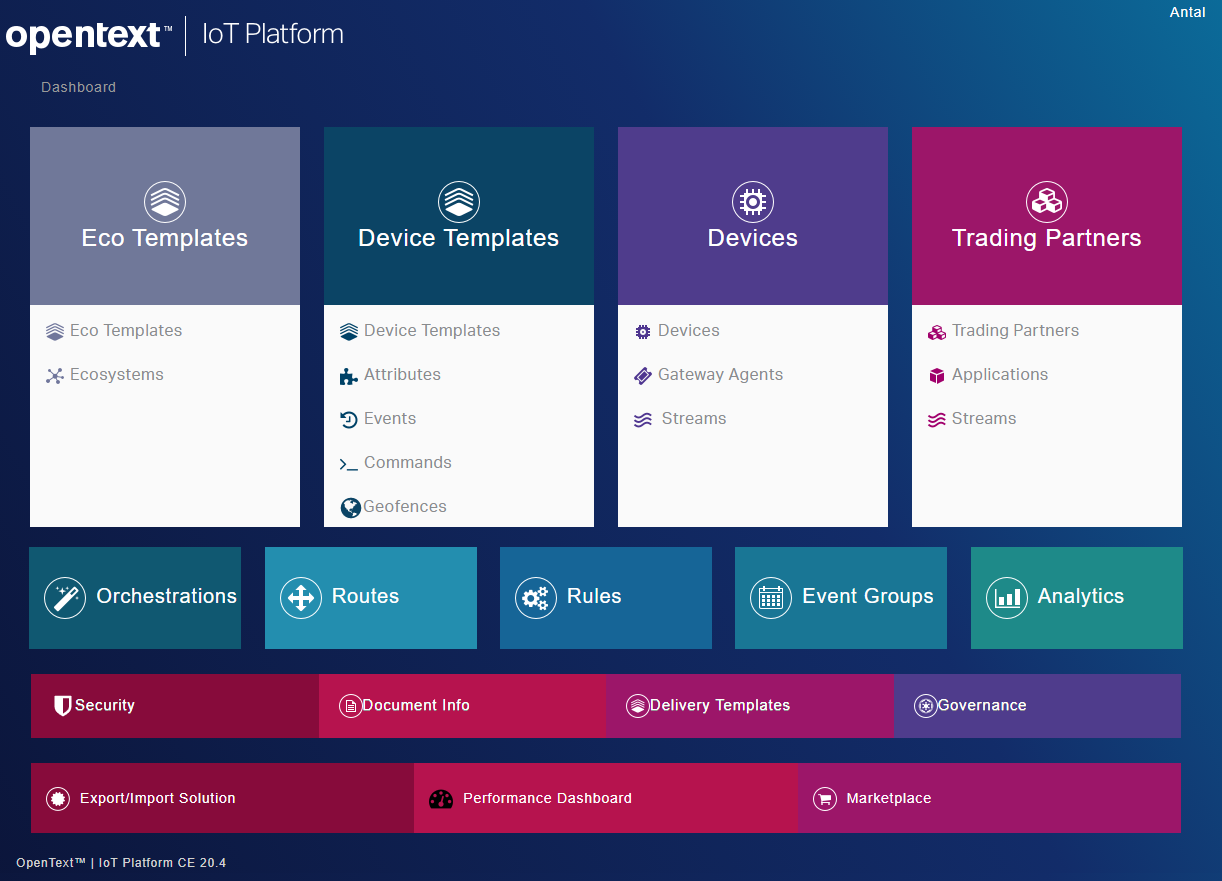 Antal
opentext™ | IoT Platform
Dashboard
Eco Templates
Device Templates
Devices
Trading Partners
Eco Templates
Ecosystems
Device Templates
Attributes
Events
Commands
Geofences
Devices
Gateway Agents
Streams
Trading Partners
Applications
Streams
Orchestrations
Routes
Rules
Event Groups
Analytics
Security
Document Info
Delivery Templates
Governance
Export/Import Solution
Performance Dashboard
Marketplace
OpenText™ | IoT Platform CE 20.4